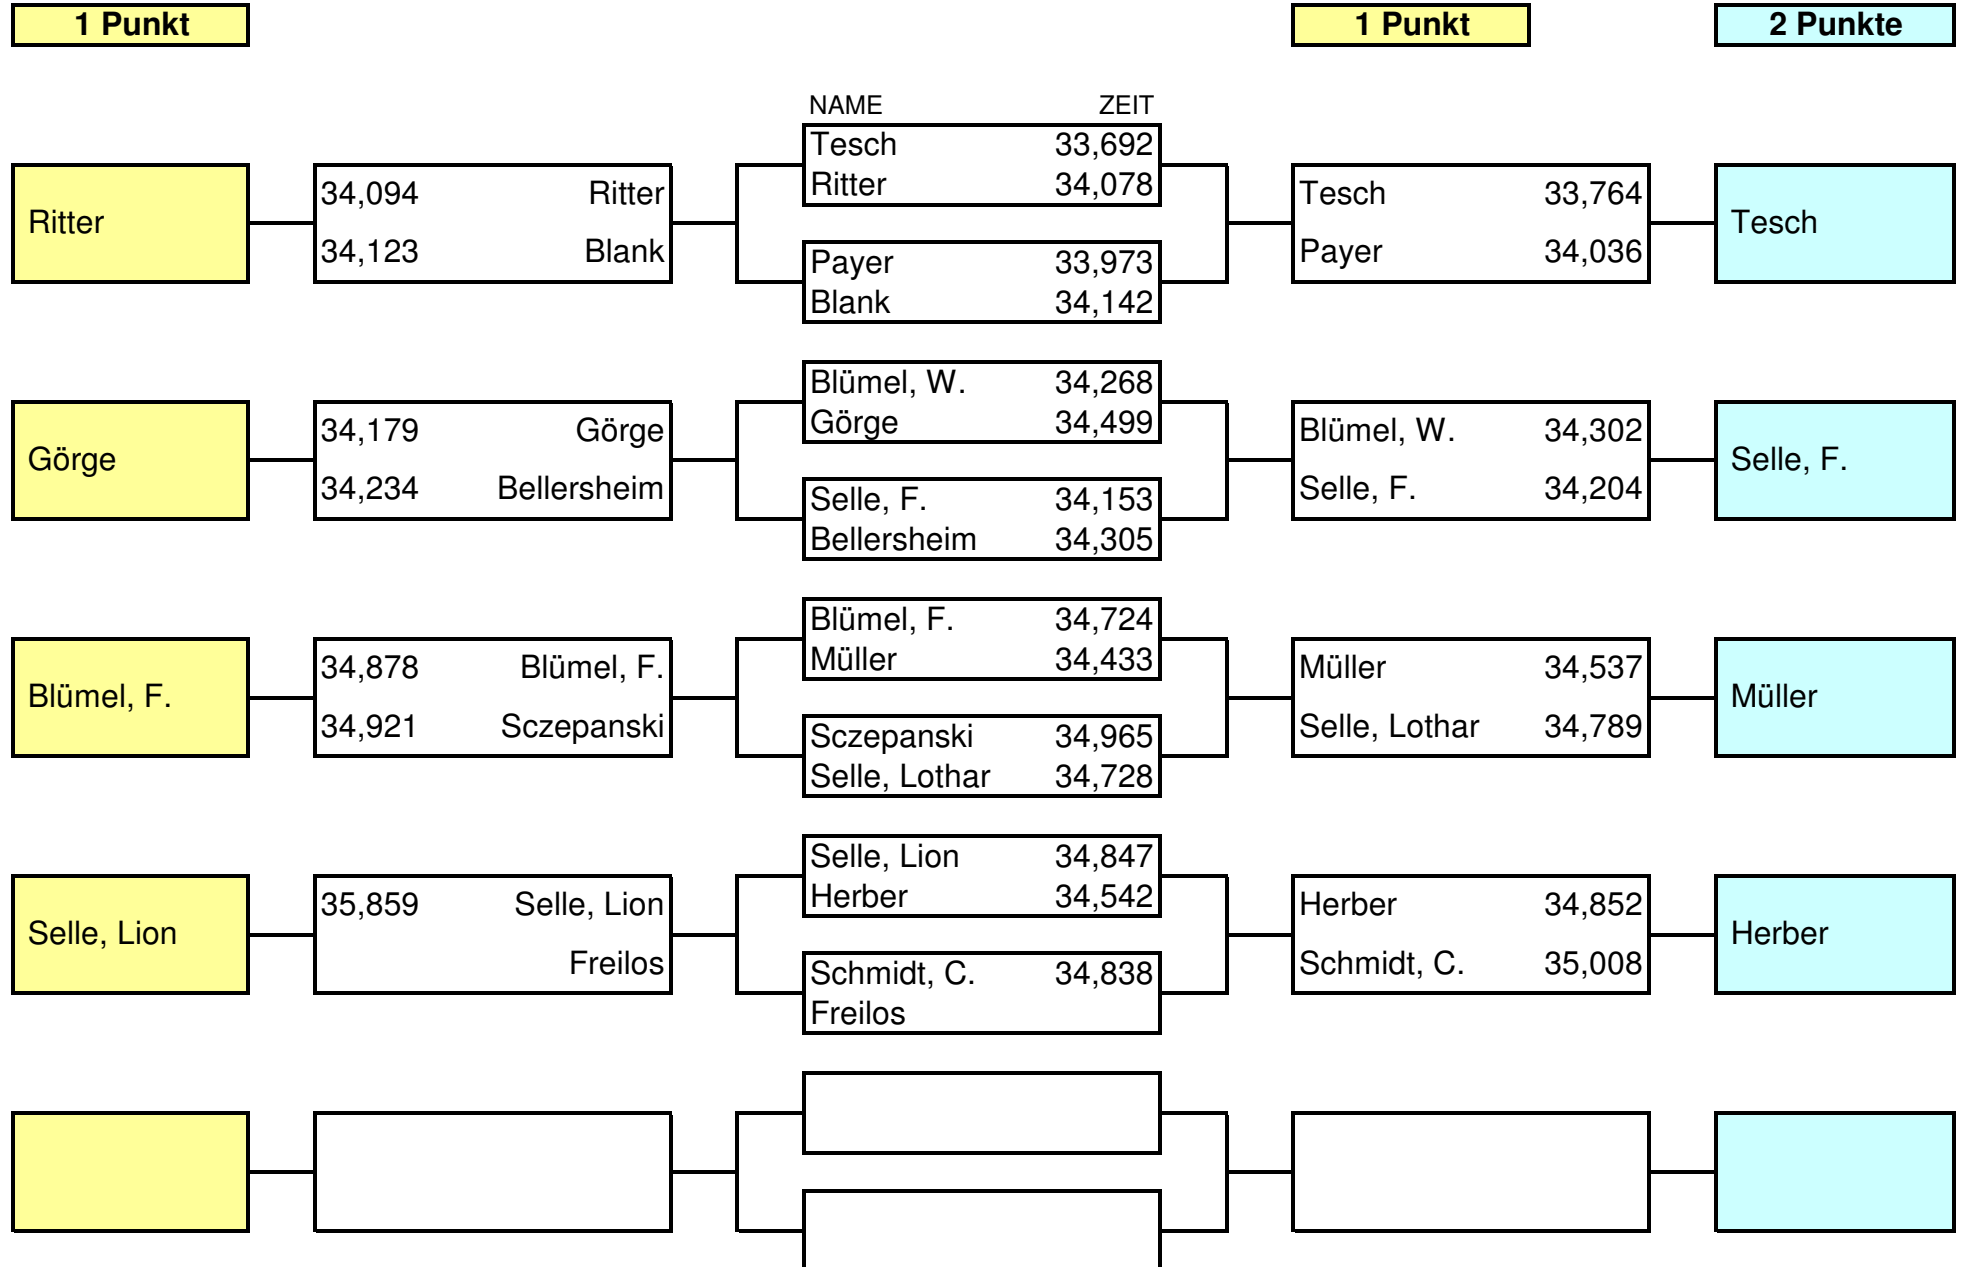 1 Punkt
1 Punkt
2 Punkte
NAME ZEIT
Tesch 33,692
Ritter 34,078
Ritter
34,094 Ritter
34,123 Blank
Payer 33,973
Blank 34,142
Tesch 33,764
Payer 34,036
Tesch
Blümel, W. 34,268
Görge 34,499
Görge
34,179 Görge
34,234 Bellersheim
Selle, F. 34,153
Bellersheim 34,305
Blümel, W. 34,302
Selle, F. 34,204
Selle, F.
Blümel, F. 34,724
Müller 34,433
Blümel, F.
34,878 Blümel, F.
34,921 Sczepanski
Sczepanski 34,965
Selle, Lothar 34,728
Müller 34,537
Selle, Lothar 34,789
Müller
Selle, Lion 34,847
Herber 34,542
Selle, Lion
35,859 Selle, Lion
Freilos
Schmidt, C. 34,838
Freilos
Herber 34,852
Schmidt, C. 35,008
Herber